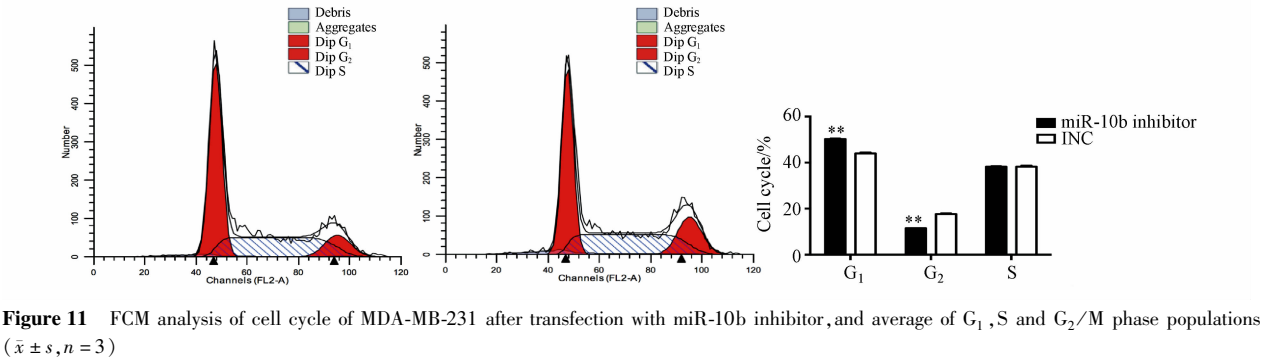 Debris
Aggregates
Dip G₁
Dip G₂
Dip S
Number
500
400
300
200
100
0
0 20 40 60 80 100 120
Channels (FL2-A)
Debris
Aggregates
Dip G₁
Dip G₂
Dip S
Number
500
400
300
200
100
0
0 20 40 60 80 100 120
Channels (FL2-A)
miR-10b inhibitor
INC
Cell cycle/%
60
40
20
0
**
**
G₁ G₂ S
Figure 11 FCM analysis of cell cycle of MDA-MB-231 after transfection with miR-10b inhibitor, and average of G₁, S and G₂/M phase populations
(x̄ ± s, n = 3)